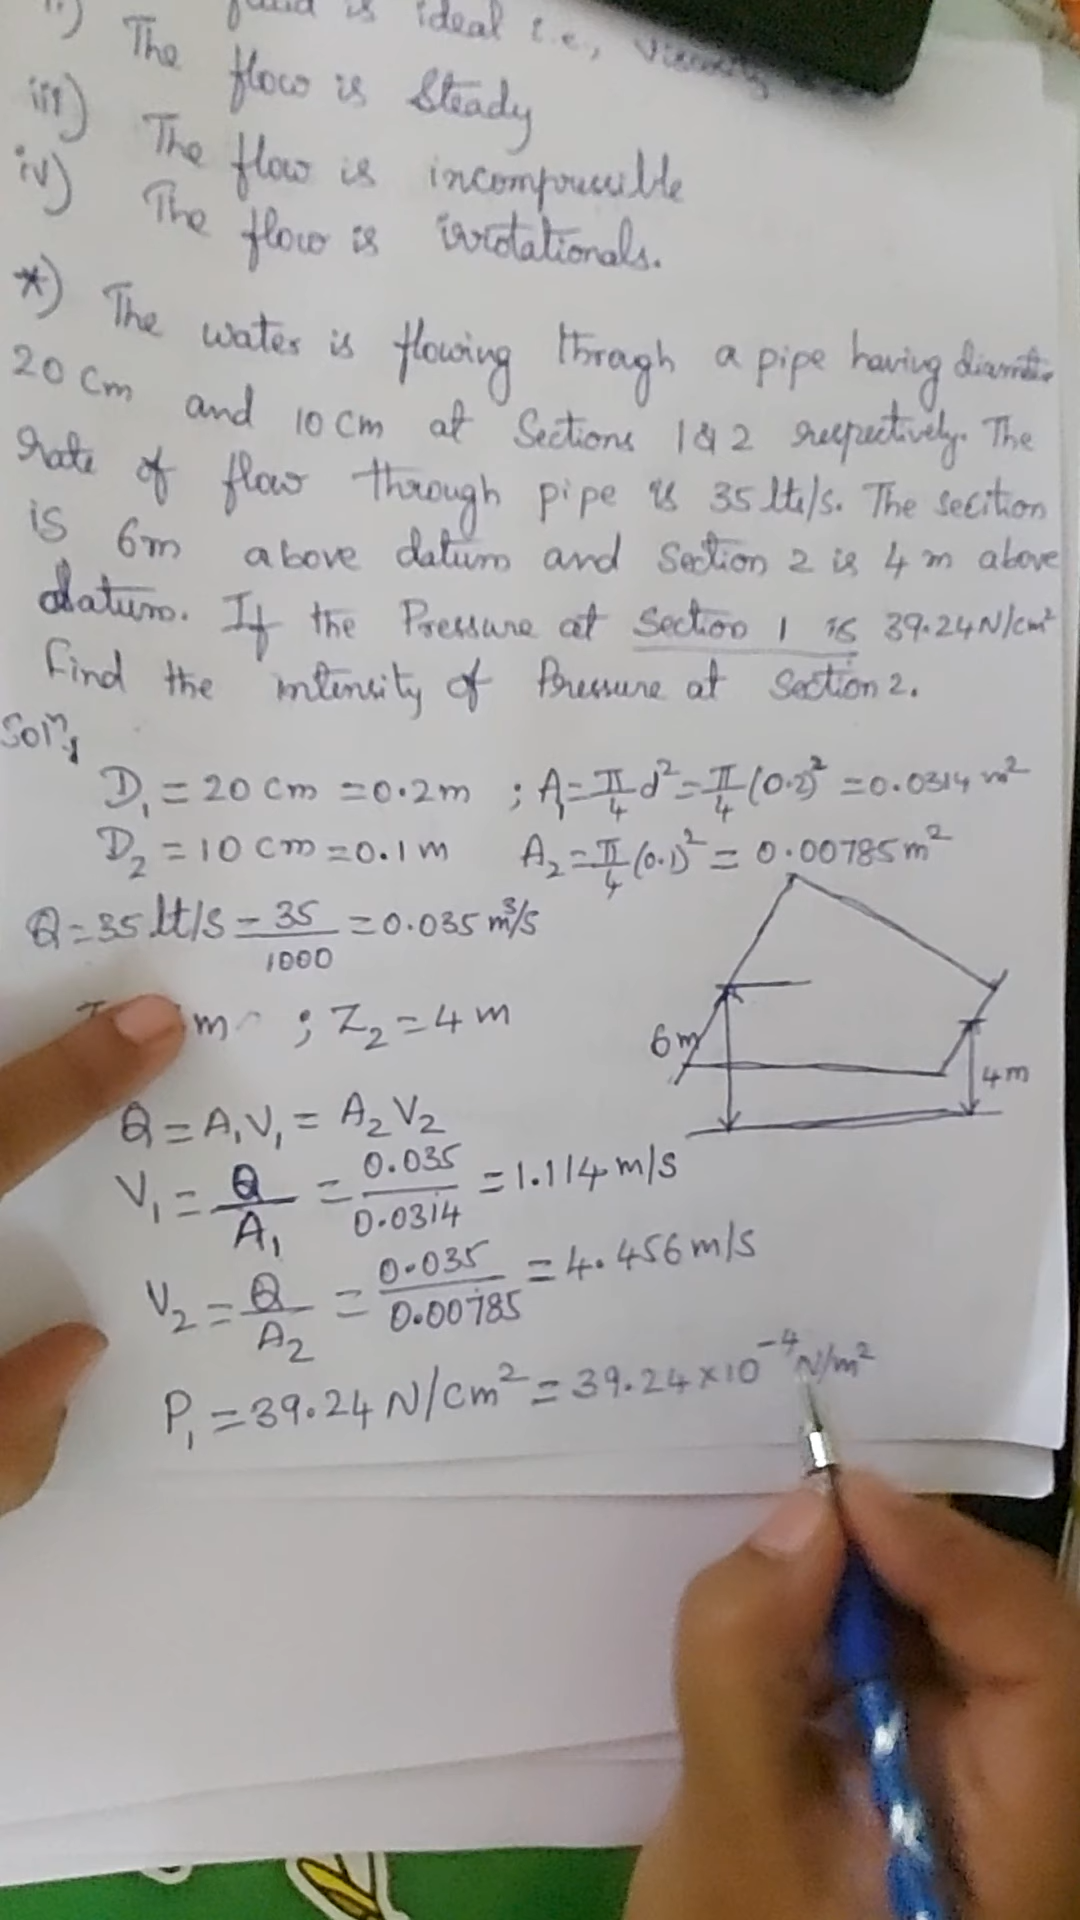 is ideal i.e.,
The flow is Steady
iii) The flow is incompressible
iv) The flow is irrotationals.
*) The water is flowing through a pipe having diameter
20 cm and 10 cm at Sections 1 & 2 respectively. The
rate of flow through pipe is 35 lts/s. The secition
is 6m above datum and Section 2 is 4 m above
datum. If the Pressure at Section 1 is 39.24 N/cm²
Find the intensity of Pressure at Section 2.
Solⁿ,
D₁ = 20 cm = 0.2 m ; A₁ = π/4 d² = π/4 (0.2)² = 0.0314 m²
D₂ = 10 cm = 0.1 m A₂ = π/4 (0.1)² = 0.00785 m²
Q = 35 lt/s = 35/1000 = 0.035 m³/s
m ; Z₂ = 4 m
6m
4m
Q = A₁V₁ = A₂V₂
V₁ = Q/A₁ = 0.035/0.0314 = 1.114 m/s
V₂ = Q/A₂ = 0.035/0.00785 = 4.456 m/s
P₁ = 39.24 N/cm² = 39.24 × 10⁻⁴ N/m²